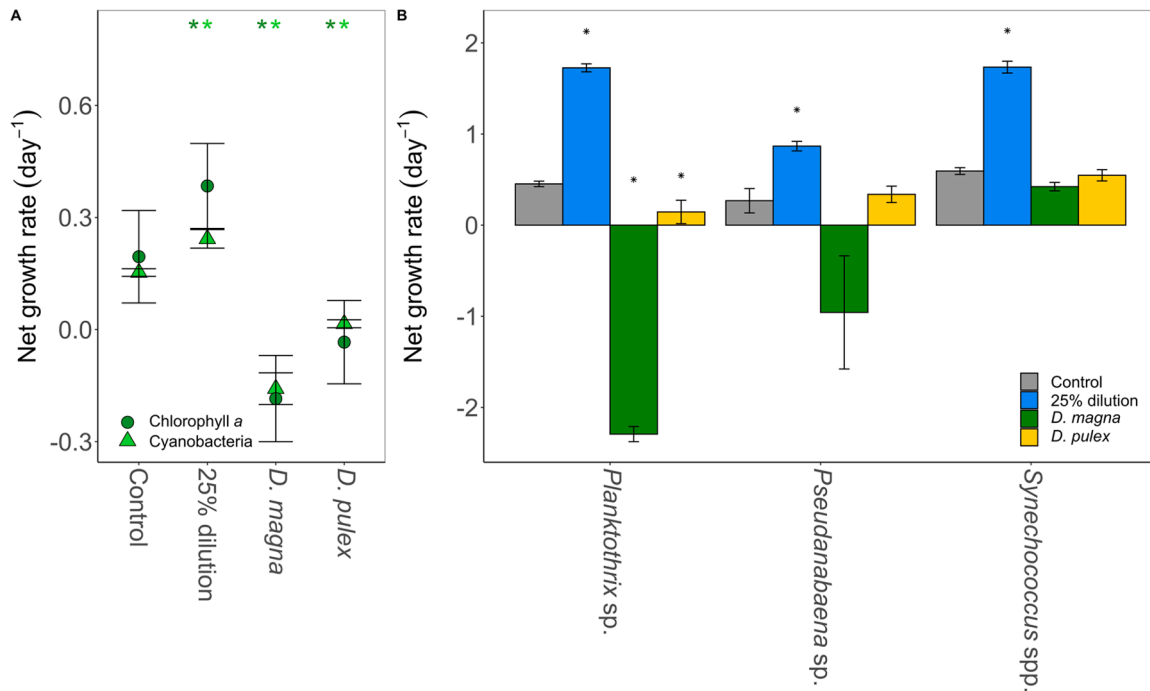 A
**
**
**
Net growth rate (day⁻¹)
0.6
0.3
0.0
-0.3
Chlorophyll a
Cyanobacteria
Control
25% dilution
D. magna
D. pulex
B
Net growth rate (day⁻¹)
2
1
0
-1
-2
*
*
*
*
*
Control
25% dilution
D. magna
D. pulex
Planktothrix sp.
Pseudanabaena sp.
Synechococcus spp.